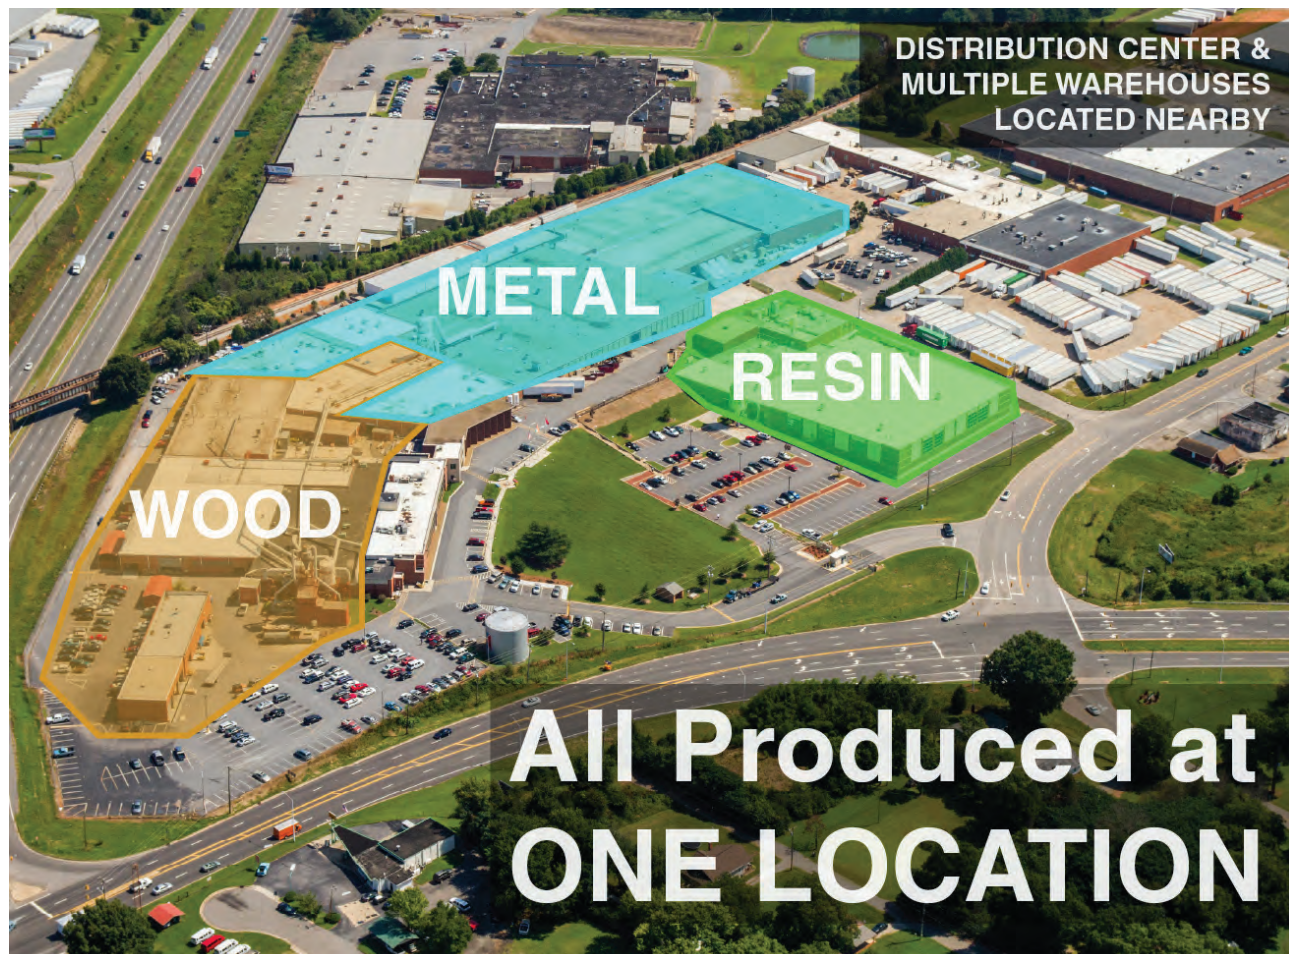 DISTRIBUTION CENTER &
MULTIPLE WAREHOUSES
LOCATED NEARBY
METAL
RESIN
WOOD
All Produced at
ONE LOCATION